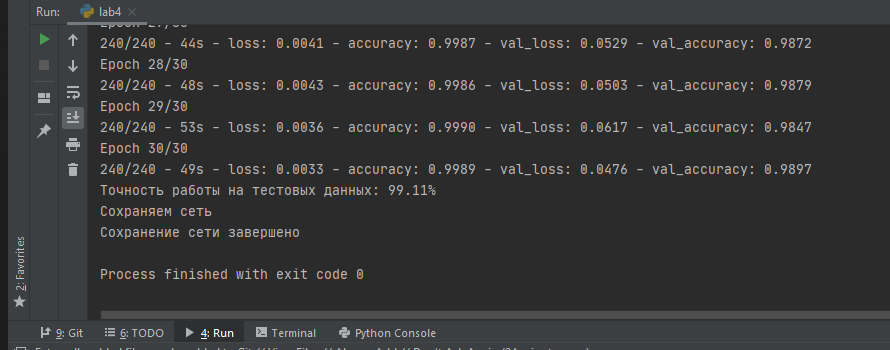 Run: lab4 ×
240/240 - 44s - loss: 0.0041 - accuracy: 0.9987 - val_loss: 0.0529 - val_accuracy: 0.9872
Epoch 28/30
240/240 - 48s - loss: 0.0043 - accuracy: 0.9986 - val_loss: 0.0503 - val_accuracy: 0.9879
Epoch 29/30
240/240 - 53s - loss: 0.0036 - accuracy: 0.9990 - val_loss: 0.0617 - val_accuracy: 0.9847
Epoch 30/30
240/240 - 49s - loss: 0.0033 - accuracy: 0.9989 - val_loss: 0.0476 - val_accuracy: 0.9897
Точность работы на тестовых данных: 99.11%
Сохраняем сеть
Сохранение сети завершено
Process finished with exit code 0
2: Favorites
9: Git 6: TODO 4: Run Terminal Python Console